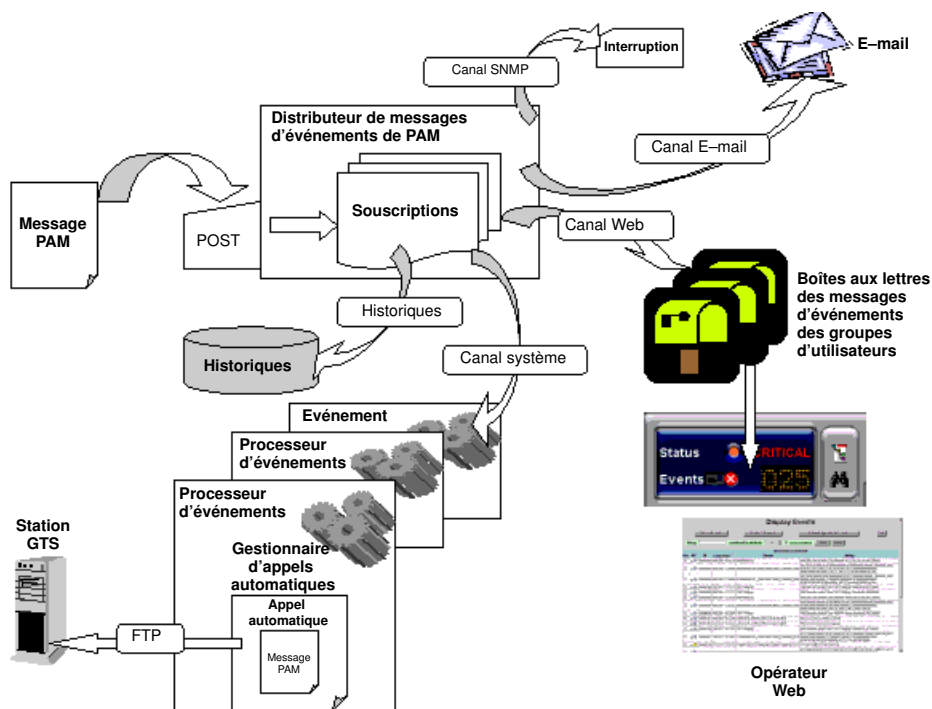 Interruption
E–mail
Canal SNMP
Distributeur de messages
d'événements de PAM
Canal E–mail
Souscriptions
Message
PAM
POST
Canal Web
Boîtes aux lettres
des messages
d'événements
des groupes
d'utilisateurs
Historiques
Historiques
Canal système
Evénement
Processeur
d'événements
Processeur
d'événements
Status
CRITICAL
Events
025
Display Events
Station
GTS
Gestionnaire
d'appels
automatiques
Appel
automatique
FTP
Message
PAM
Opérateur
Web